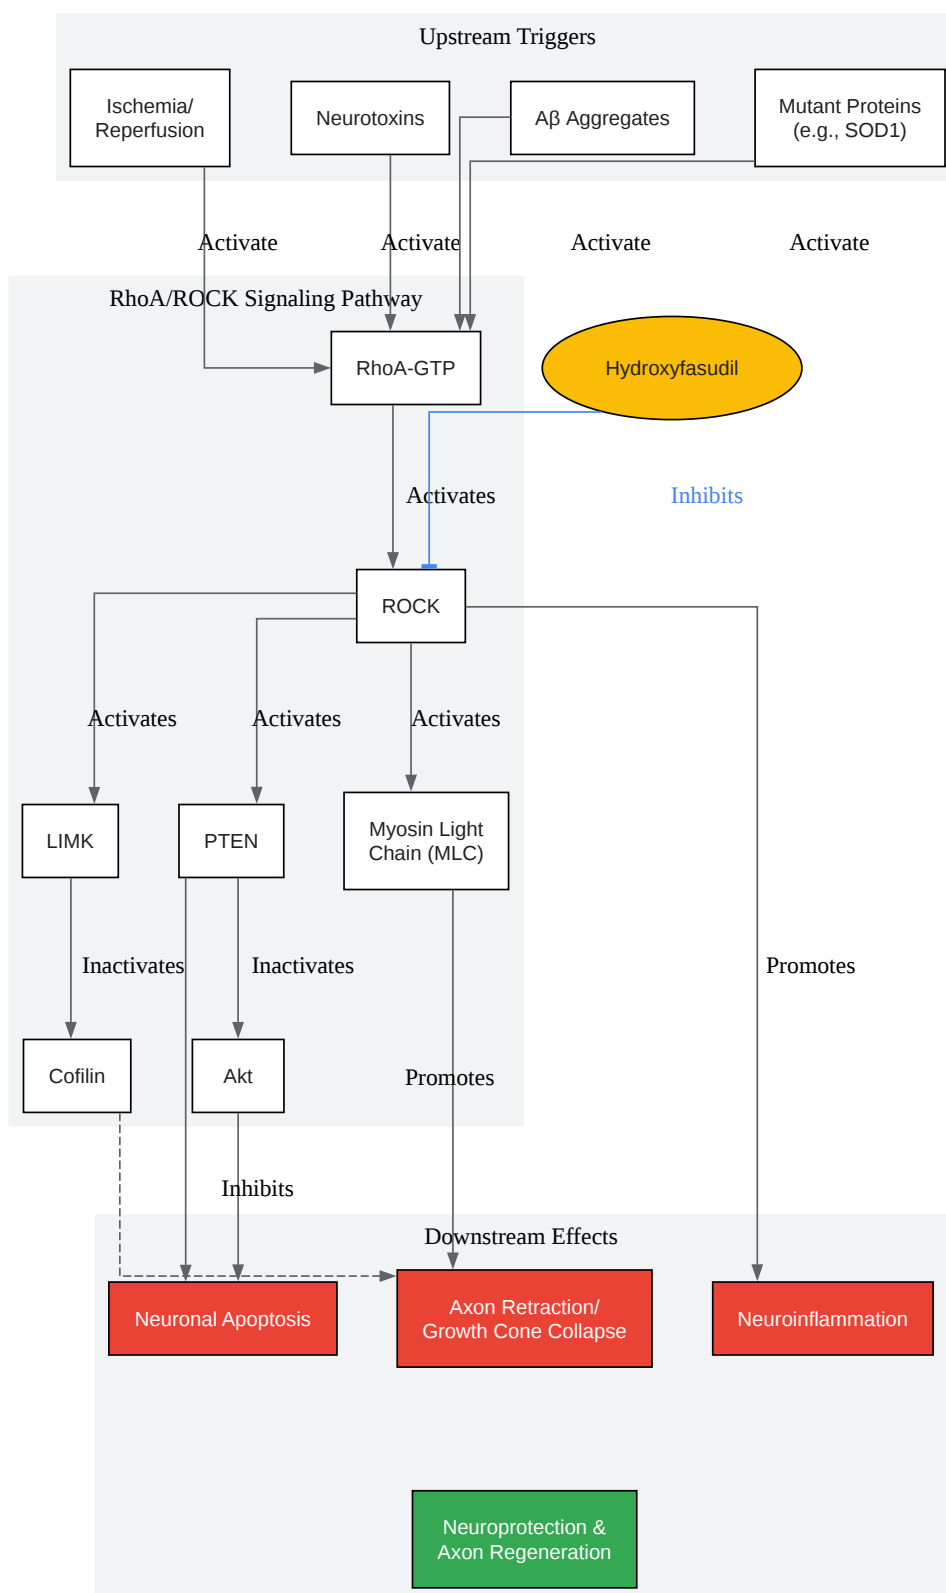 Upstream Triggers
Ischemia/
Reperfusion
Neurotoxins
Aβ Aggregates
Mutant Proteins
(e.g., SOD1)
Activate
Activate
Activate
Activate
RhoA/ROCK Signaling Pathway
RhoA-GTP
Hydroxyfasudil
Activates
Inhibits
ROCK
Activates
Activates
Activates
LIMK
PTEN
Myosin Light
Chain (MLC)
Inactivates
Inactivates
Promotes
Cofilin
Akt
Promotes
Inhibits
Downstream Effects
Neuronal Apoptosis
Axon Retraction/
Growth Cone Collapse
Neuroinflammation
Neuroprotection &
Axon Regeneration